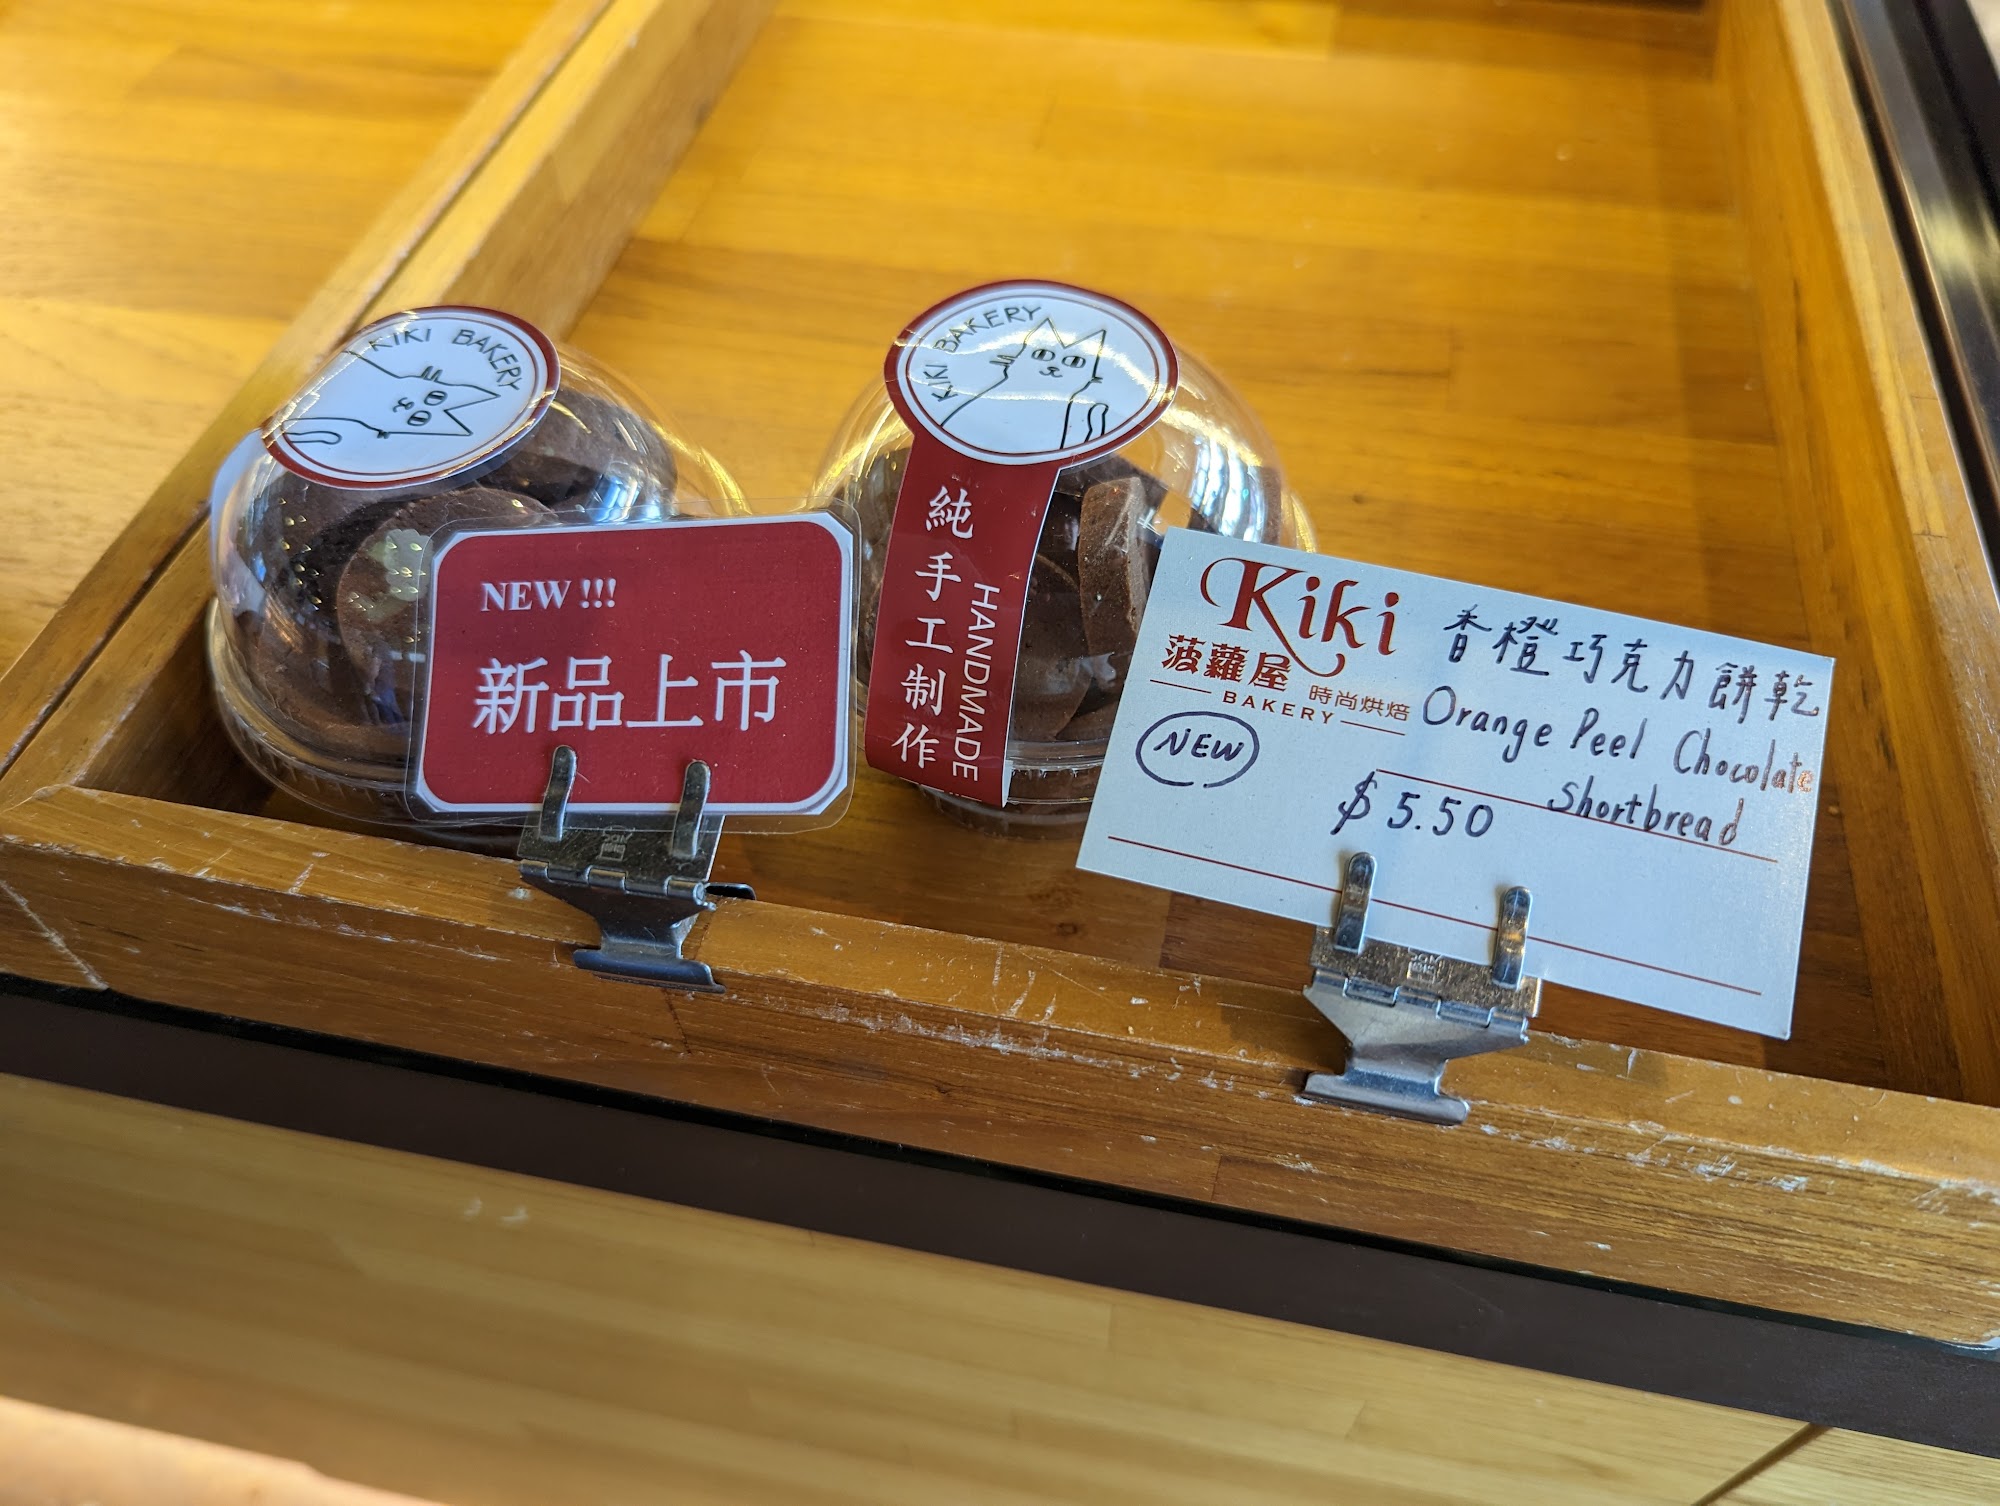 KIKI BAKERY
KIKI BAKERY
純手工制作
HANDMADE
NEW !!!
新品上市
Kiki
菠蘿屋 時尚烘焙
BAKERY
NEW
香橙巧克力餅乾
Orange Peel Chocolate
Shortbread
$5.50